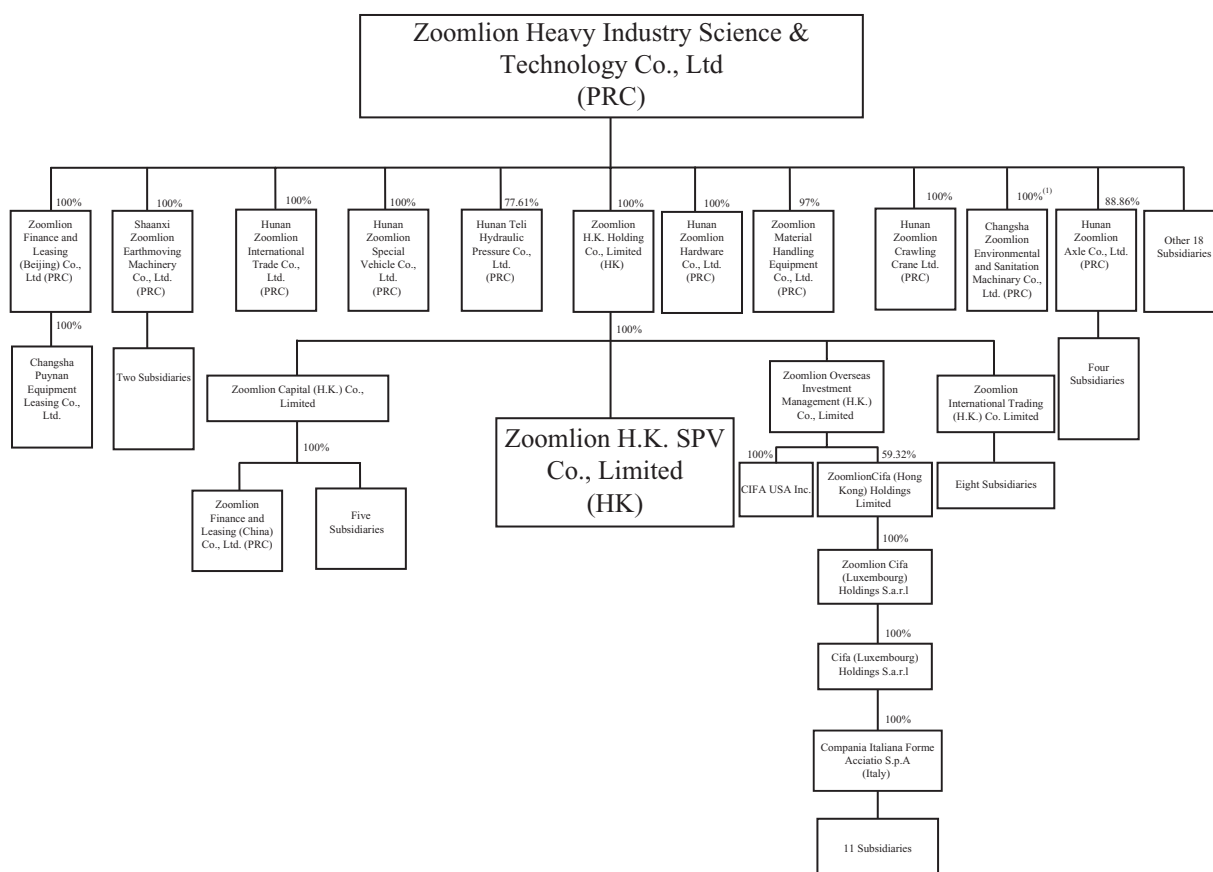 Zoomlion Heavy Industry Science &
Technology Co., Ltd
(PRC)
100%
100%
100%
100%
77.61%
100%
100%
97%
100%
100%(1)
88.86%
Zoomlion
Finance and
Leasing
(Beijing) Co.,
Ltd (PRC)
Shaanxi
Zoomlion
Earthmoving
Machinery
Co., Ltd.
(PRC)
Hunan
Zoomlion
International
Trade Co.,
Ltd.
(PRC)
Hunan
Zoomlion
Special
Vehicle Co.,
Ltd.
(PRC)
Hunan Teli
Hydraulic
Pressure Co.,
Ltd.
(PRC)
Zoomlion
H.K. Holding
Co., Limited
(HK)
Hunan
Zoomlion
Hardware
Co., Ltd.
(PRC)
Zoomlion
Material
Handling
Equipment
Co., Ltd.
(PRC)
Hunan
Zoomlion
Crawling
Crane Ltd.
(PRC)
Changsha
Zoomlion
Environmental
and Sanitation
Machinary Co.,
Ltd. (PRC)
Hunan
Zoomlion
Axle Co., Ltd.
(PRC)
Other 18
Subsidiaries
100%
100%
Changsha
Puynan
Equipment
Leasing Co.,
Ltd.
Two Subsidiaries
Four
Subsidiaries
Zoomlion Capital (H.K.) Co.,
Limited
Zoomlion H.K. SPV
Co., Limited
(HK)
Zoomlion Overseas
Investment
Management (H.K.)
Co., Limited
Zoomlion
International Trading
(H.K.) Co. Limited
100%
100%
59.32%
Zoomlion
Finance and
Leasing (China)
Co., Ltd. (PRC)
Five
Subsidiaries
CIFA USA Inc.
ZoomlionCifa (Hong
Kong) Holdings
Limited
Eight Subsidiaries
100%
Zoomlion Cifa
(Luxembourg)
Holdings S.a.r.l
100%
Cifa (Luxembourg)
Holdings S.a.r.l
100%
Compania Italiana Forme
Acciatio S.p.A
(Italy)
11 Subsidiaries